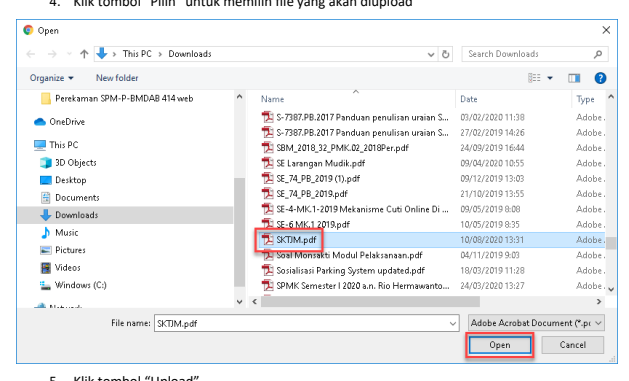 4. Klik tombol "Pilih" untuk memilih file yang akan diupload
Open
This PC > Downloads
Search Downloads
Organize
New folder
Perekaman SPM-P-BMDAB 414 web
OneDrive
This PC
3D Objects
Desktop
Documents
Downloads
Music
Pictures
Videos
Windows (C:)
Name Date Type
S-7387.PB.2017 Panduan penulisan uraian S... 03/02/2020 11:38 Adobe.
S-7387.PB.2017 Panduan penulisan uraian S... 27/02/2019 14:26 Adobe.
SBM_2018_32_PMK.02_2018Per.pdf 24/09/2019 16:44 Adobe.
SE Larangan Mudik.pdf 09/04/2020 10:55 Adobe.
SE_74_PB_2019 (1).pdf 09/12/2019 13:03 Adobe.
SE_74_PB_2019.pdf 21/10/2019 13:55 Adobe.
SE-4-MK.1-2019 Mekanisme Cuti Online Di ... 09/05/2019 8:08 Adobe.
SE-6.MK.1 2019.pdf 10/05/2019 8:35 Adobe.
SKTJM.pdf 10/08/2020 13:31 Adobe.
Soal Monsakti Modul Pelaksanaan.pdf 04/11/2019 9:03 Adobe.
Sosialisasi Parking System updated.pdf 18/03/2019 11:28 Adobe.
SPMK Semester I 2020 a.n. Rio Hermawanto... 24/03/2020 13:27 Adobe.
File name: SKTJM.pdf
Adobe Acrobat Document (*.p
Open
Cancel
5. Klik tombol "Upload"